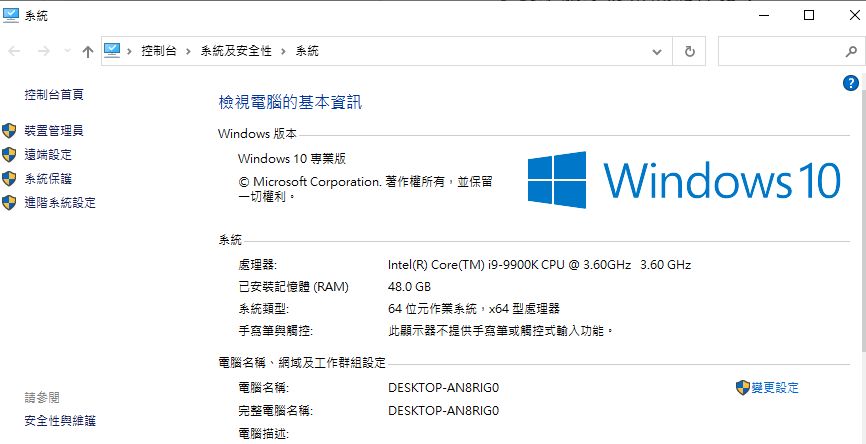 系統
控制台 › 系統及安全性 › 系統
控制台首頁
裝置管理員
遠端設定
系統保護
進階系統設定
請參閱
安全性與維護
?
檢視電腦的基本資訊
Windows 版本
Windows 10 專業版
© Microsoft Corporation. 著作權所有，並保留
一切權利。
Windows 10
系統
處理器: Intel(R) Core(TM) i9-9900K CPU @ 3.60GHz 3.60 GHz
已安裝記憶體 (RAM) 48.0 GB
系統類型: 64 位元作業系統，x64 型處理器
手寫筆與觸控: 此顯示器不提供手寫筆或觸控式輸入功能。
電腦名稱、網域及工作群組設定
電腦名稱: DESKTOP-AN8RIG0 變更設定
完整電腦名稱: DESKTOP-AN8RIG0
電腦描述: